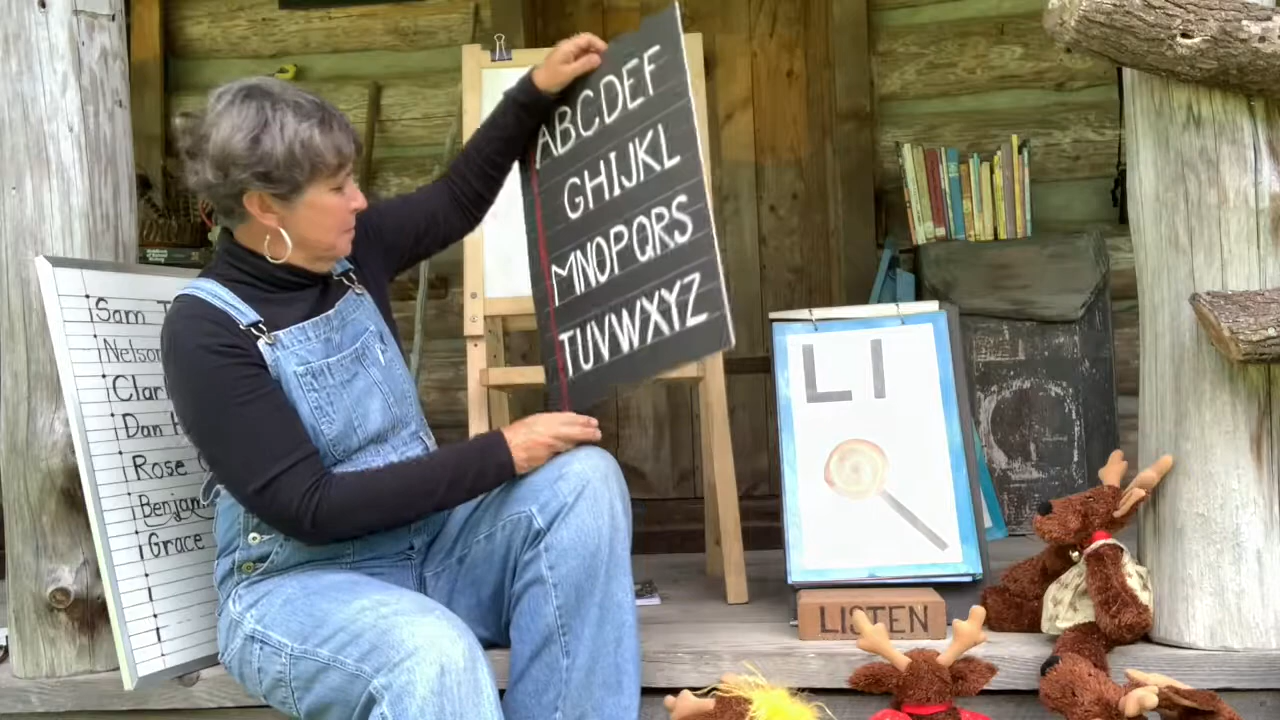 Sam T
Nelson
Clar
Dan
Rose
Benjam
Grace
ABCDEF
GHIJKL
MNOPQRS
TUVWXYZ
Ll
LISTEN